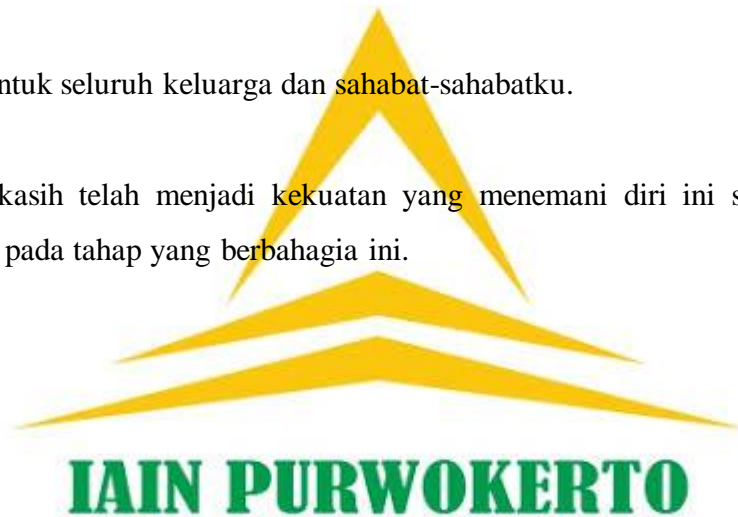 ntuk seluruh keluarga dan sahabat-sahabatku.
kasih telah menjadi kekuatan yang menemani diri ini s
pada tahap yang berbahagia ini.
IAIN PURWOKERTO